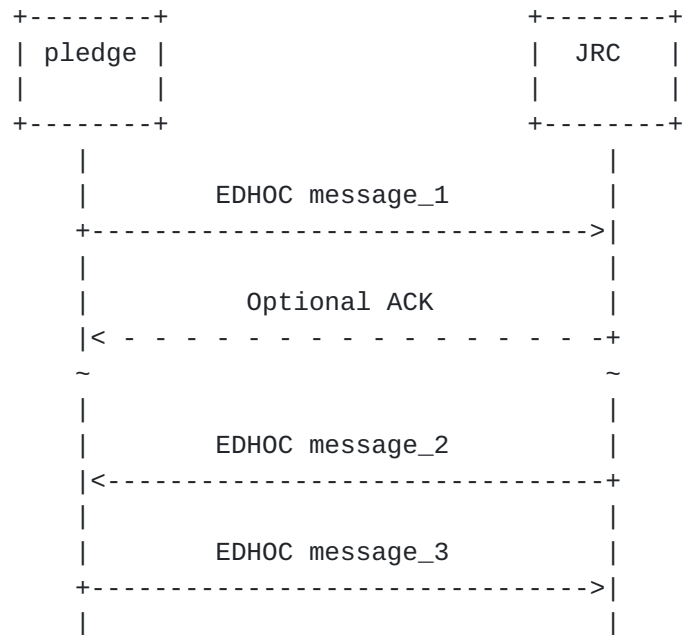 pledge JRC
EDHOC message_1
Optional ACK
EDHOC message_2
EDHOC message_3